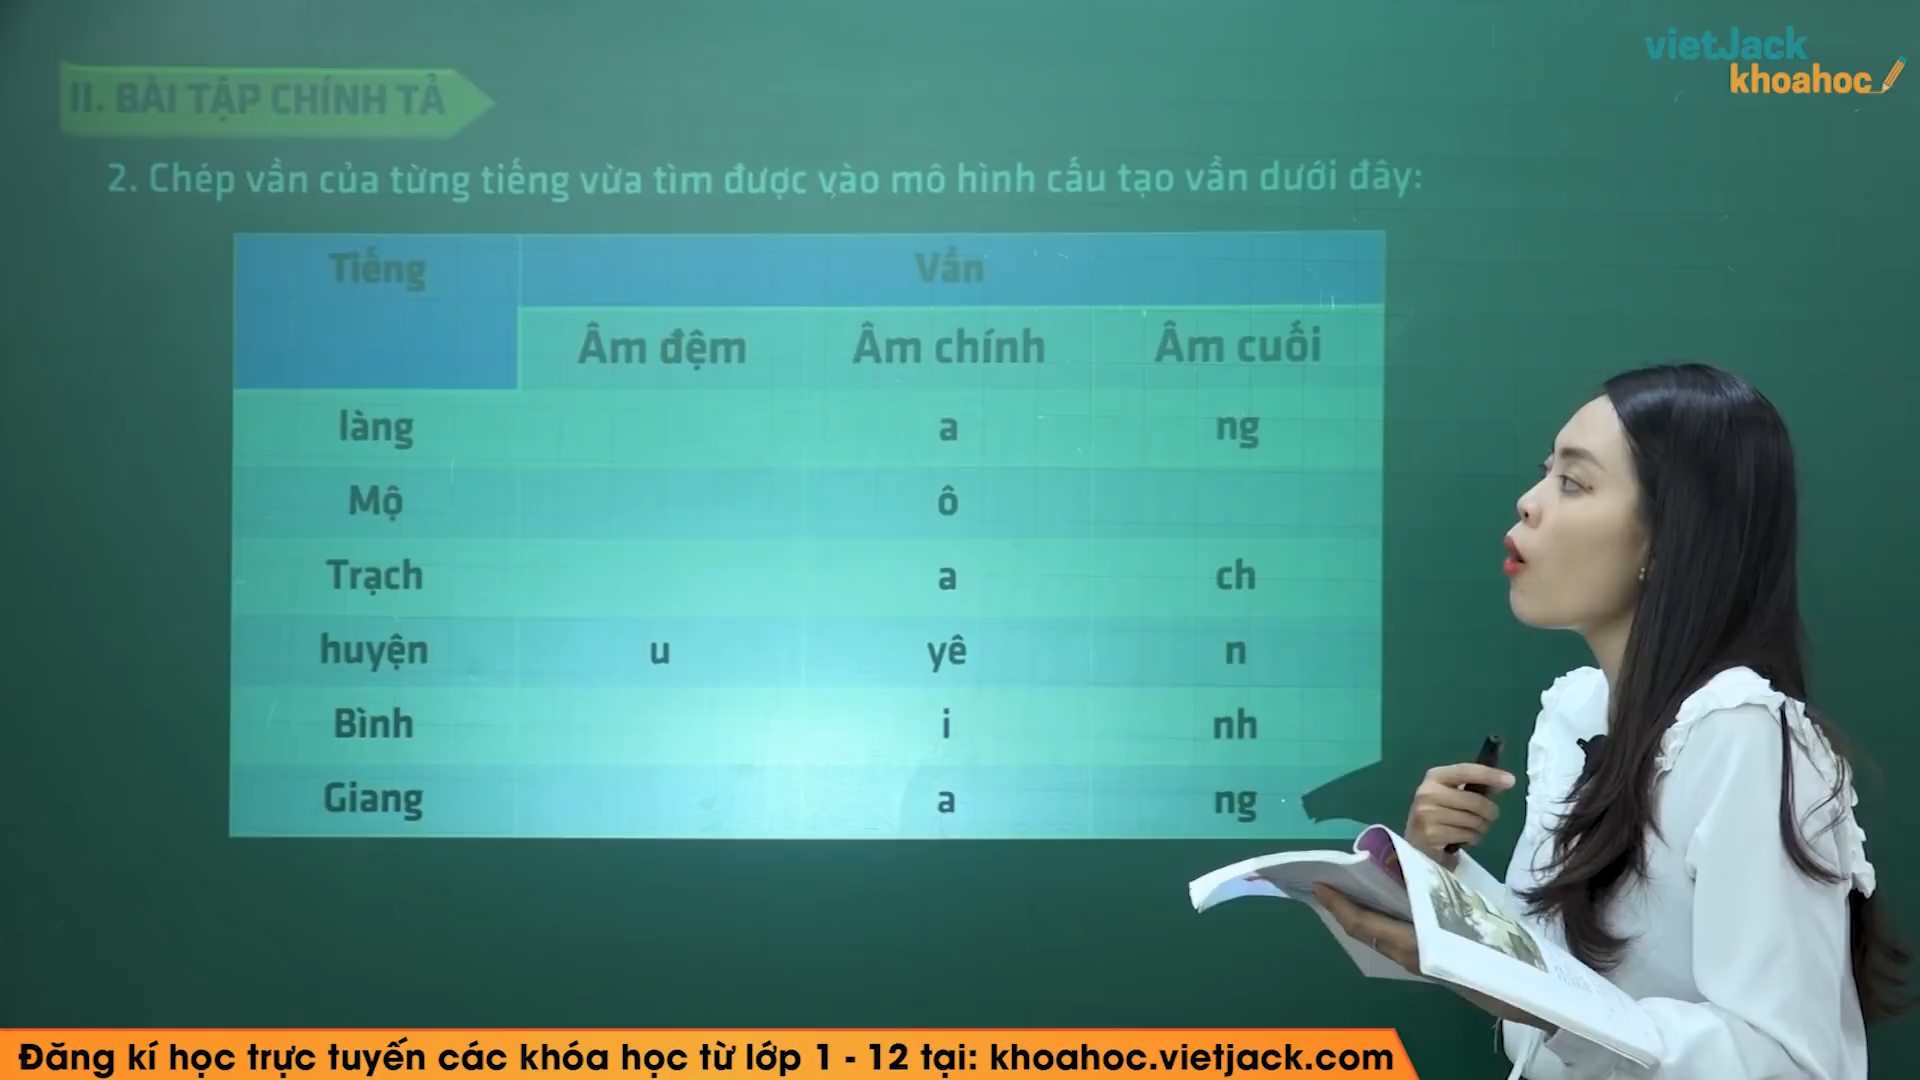 vietJack
khoahoc
II. BÀI TẬP CHÍNH TẢ
2. Chép vần của từng tiếng vừa tìm được vào mô hình cấu tạo vần dưới đây:
Tiếng Vần
Âm đệm Âm chính Âm cuối
làng a ng
Mộ ô
Trạch a ch
huyện u yê n
Bình i nh
Giang a ng
Đăng kí học trực tuyến các khóa học từ lớp 1 - 12 tại: khoahoc.vietjack.com